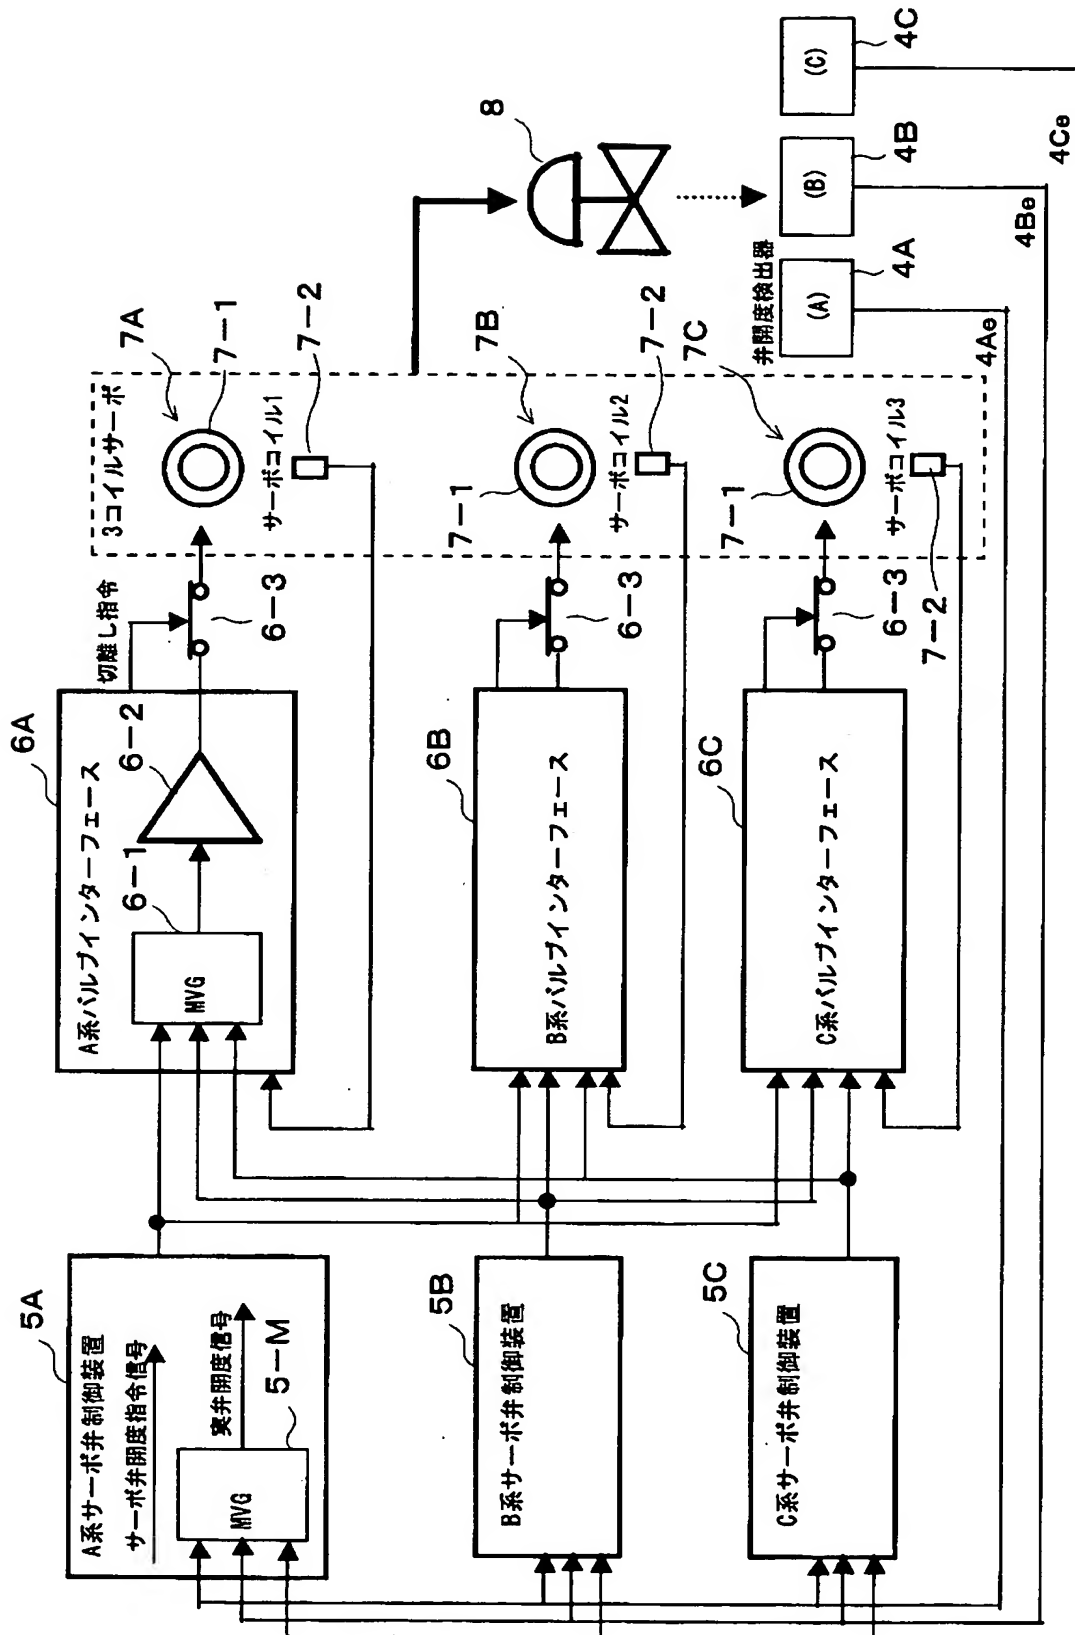 5A
A系サーボ弁制御装置
サーボ弁開度指令信号
実弁開度信号
5-M
MVG
6A
A系バルブインターフェース
6-1
MVG
6-2
切離し指令
6-3
3コイルサーボ
7A
7-1
サーボコイル1
7-2
8
5B
B系サーボ弁制御装置
6B
B系バルブインターフェース
6-3
7B
7-1
サーボコイル2
7-2
5C
C系サーボ弁制御装置
6C
C系バルブインターフェース
6-3
7C
7-1
サーボコイル3
7-2
弁開度検出器
(A)
4A
(B)
4B
(C)
4C
4Ae
4Be
4Ce